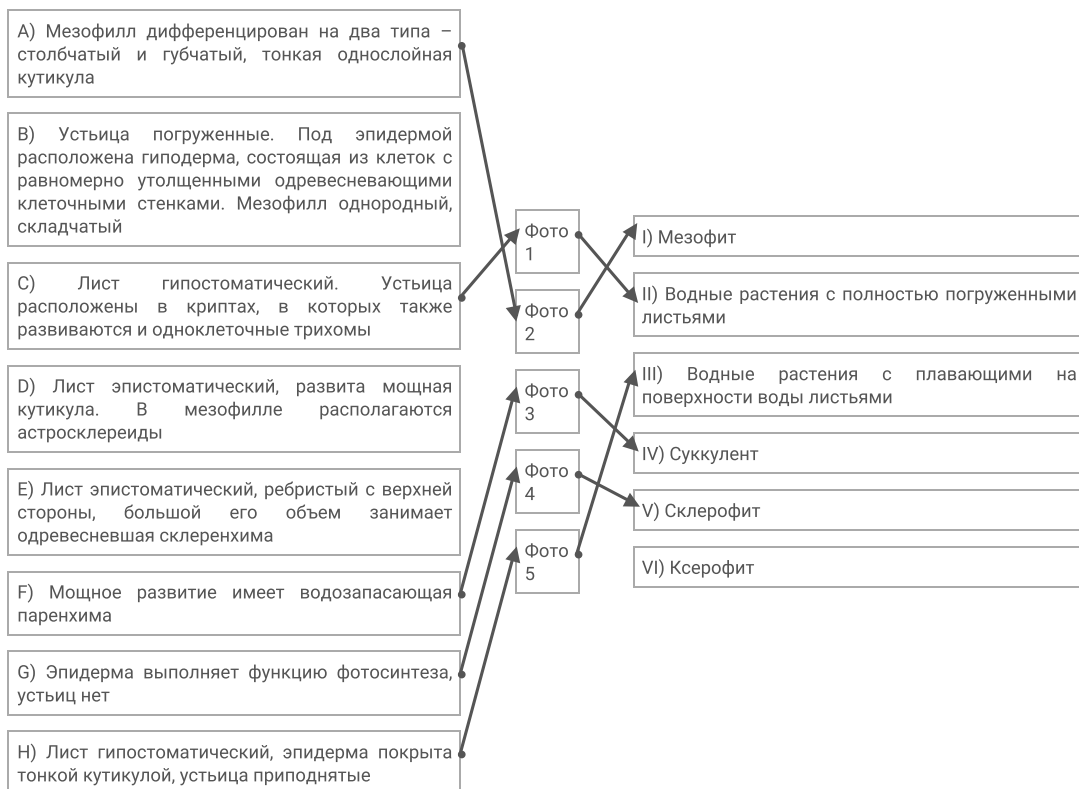 A) Мезофилл дифференцирован на два типа –
столбчатый и губчатый, тонкая однослойная
кутикула
B) Устьица погруженные. Под эпидермой
расположена гиподерма, состоящая из клеток с
равномерно утолщенными одревесневающими
клеточными стенками. Мезофилл однородный,
складчатый
C) Лист гипостоматический. Устьица
расположены в криптах, в которых также
развиваются и одноклеточные трихомы
D) Лист эпистоматический, развита мощная
кутикула. В мезофилле располагаются
астросклереиды
E) Лист эпистоматический, ребристый с верхней
стороны, большой его объем занимает
одревесневшая склеренхима
F) Мощное развитие имеет водозапасающая
паренхима
G) Эпидерма выполняет функцию фотосинтеза,
устьиц нет
H) Лист гипостоматический, эпидерма покрыта
тонкой кутикулой, устьица приподнятые
Фото
1
Фото
2
Фото
3
Фото
4
Фото
5
I) Мезофит
II) Водные растения с полностью погруженными
листьями
III) Водные растения с плавающими на
поверхности воды листьями
IV) Суккулент
V) Склерофит
VI) Ксерофит